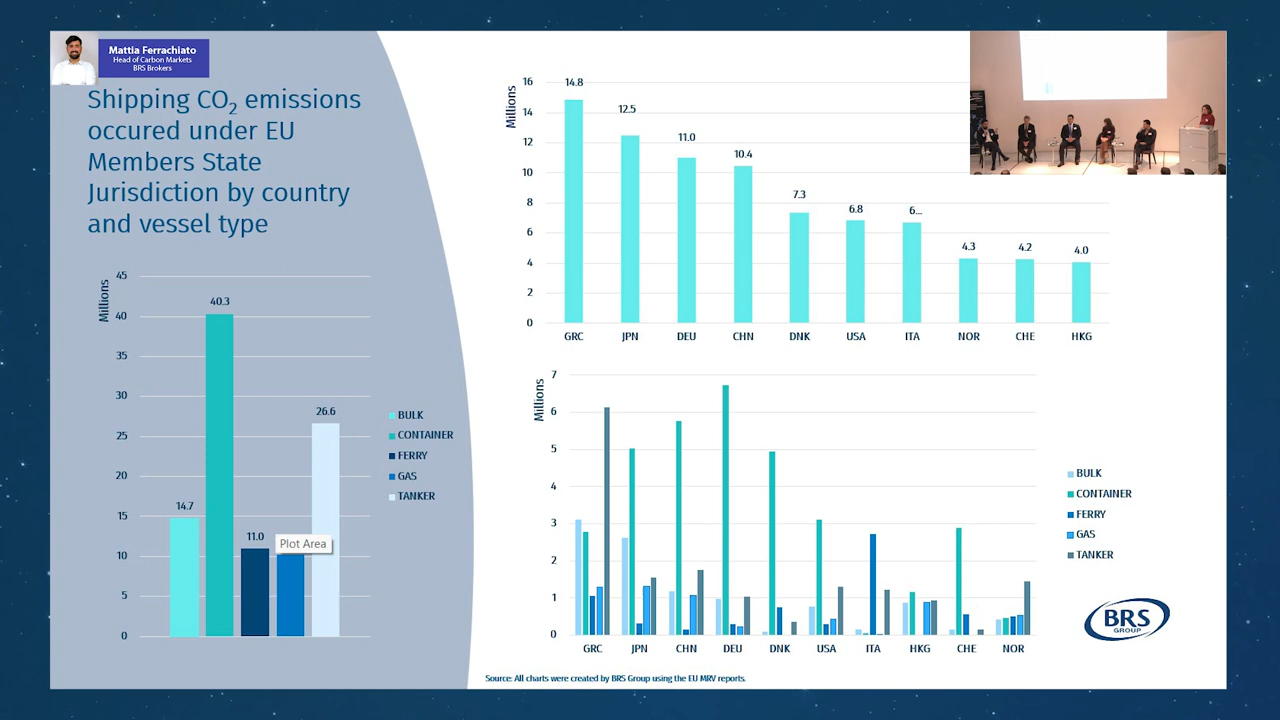 Mattia Ferrachiato
Head of Carbon Markets
BRS Brokers
Shipping CO2 emissions
occured under EU
Members State
Jurisdiction by country
and vessel type
Millions
45
40
35
30
25
20
15
10
5
0
14.7
40.3
11.0
Plot Area
26.6
BULK
CONTAINER
FERRY
GAS
TANKER
Millions
16
14
12
10
8
6
4
2
0
14.8
12.5
11.0
10.4
7.3
6.8
6...
4.3
4.2
4.0
GRC JPN DEU CHN DNK USA ITA NOR CHE HKG
Millions
7
6
5
4
3
2
1
0
GRC JPN CHN DEU DNK USA ITA HKG CHE NOR
BULK
CONTAINER
FERRY
GAS
TANKER
BRS
GROUP
Source: All charts were created by BRS Group using the EU MRV reports.